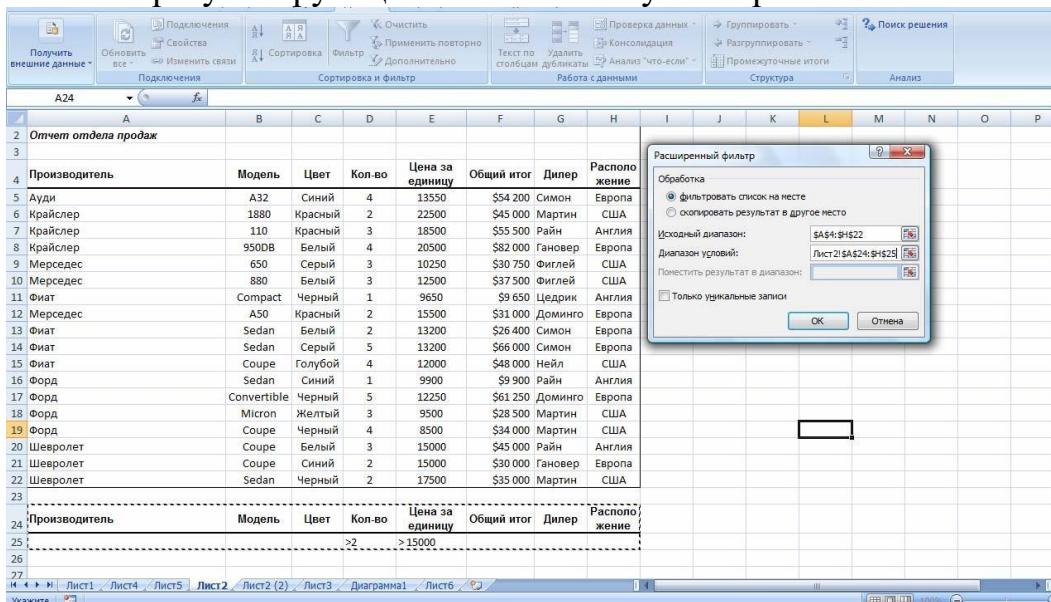 Получить внешние данные
Обновить все
Подключения
Свойства
Изменить связи
Подключения
Сортировка
Фильтр
Очистить
Применить повторно
Дополнительно
Сортировка и фильтр
Текст по столбцам
Удалить дубликаты
Проверка данных
Консолидация
Анализ "что-если"
Работа с данными
Группировать
Разгруппировать
Промежуточные итоги
Структура
Поиск решения
Анализ
A24 fx
A B C D E F G H I J K L M N O P
2 Отчет отдела продаж
3
4 Производитель Модель Цвет Кол-во Цена за единицу Общий итог Дилер Располо жение
5 Ауди A32 Синий 4 13550 $54 200 Симон Европа
6 Крайслер 1880 Красный 2 22500 $45 000 Мартин США
7 Крайслер 110 Красный 3 18500 $55 500 Райн Англия
8 Крайслер 950DB Белый 4 20500 $82 000 Гановер Европа
9 Мерседес 650 Серый 3 10250 $30 750 Фиглей США
10 Мерседес 880 Белый 3 12500 $37 500 Фиглей США
11 Фиат Compact Черный 1 9650 $9 650 Цедрик Англия
12 Мерседес A50 Красный 2 15500 $31 000 Доминго Европа
13 Фиат Sedan Белый 2 13200 $26 400 Симон Европа
14 Фиат Sedan Серый 5 13200 $66 000 Симон Европа
15 Фиат Coupe Голубой 4 12000 $48 000 Нейл США
16 Форд Sedan Синий 1 9900 $9 900 Райн Англия
17 Форд Convertible Черный 5 12250 $61 250 Доминго Европа
18 Форд Micron Желтый 3 9500 $28 500 Мартин США
19 Форд Coupe Черный 4 8500 $34 000 Мартин США
20 Шевролет Coupe Белый 3 15000 $45 000 Райн Англия
21 Шевролет Coupe Синий 2 15000 $30 000 Гановер Европа
22 Шевролет Sedan Черный 2 17500 $35 000 Мартин США
23
24 Производитель Модель Цвет Кол-во Цена за единицу Общий итог Дилер Располо жение
25 >2 >15000
26
27
Расширенный фильтр
Обработка
фильтровать список на месте
скопировать результат в другое место
Исходный диапазон: $A$4:$H$22
Диапазон условий: Лист2!$A$24:$H$25
Поместить результат в диапазон:
Только уникальные записи
ОК Отмена
Лист1 Лист4 Лист5 Лист2 Лист2 (2) Лист3 Диаграмма1 Лист6
Укажите 100%